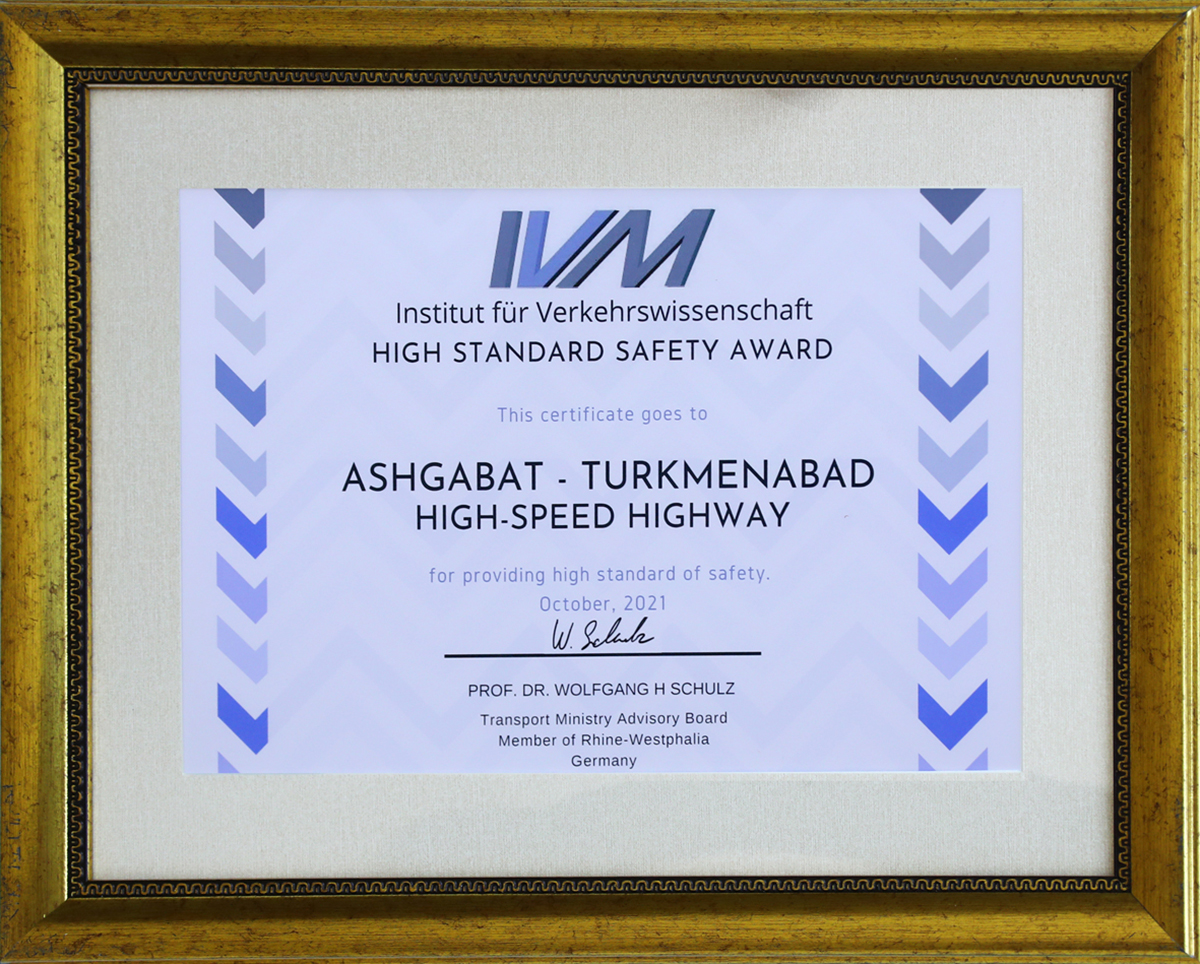 IVM
Institut für Verkehrswissenschaft
HIGH STANDARD SAFETY AWARD
This certificate goes to
ASHGABAT - TURKMENABAD
HIGH-SPEED HIGHWAY
for providing high standard of safety.
October, 2021
W. Schulz
PROF. DR. WOLFGANG H SCHULZ
Transport Ministry Advisory Board
Member of Rhine-Westphalia
Germany